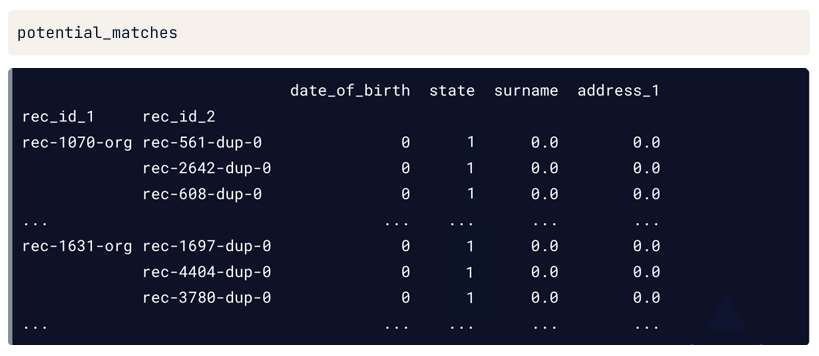 potential_matches
date_of_birth state surname address_1
rec_id_1 rec_id_2
rec-1070-org rec-561-dup-0 0 1 0.0 0.0
rec-2642-dup-0 0 1 0.0 0.0
rec-608-dup-0 0 1 0.0 0.0
... ... ... ... ...
rec-1631-org rec-1697-dup-0 0 1 0.0 0.0
rec-4404-dup-0 0 1 0.0 0.0
rec-3780-dup-0 0 1 0.0 0.0
... ... ... ... ...